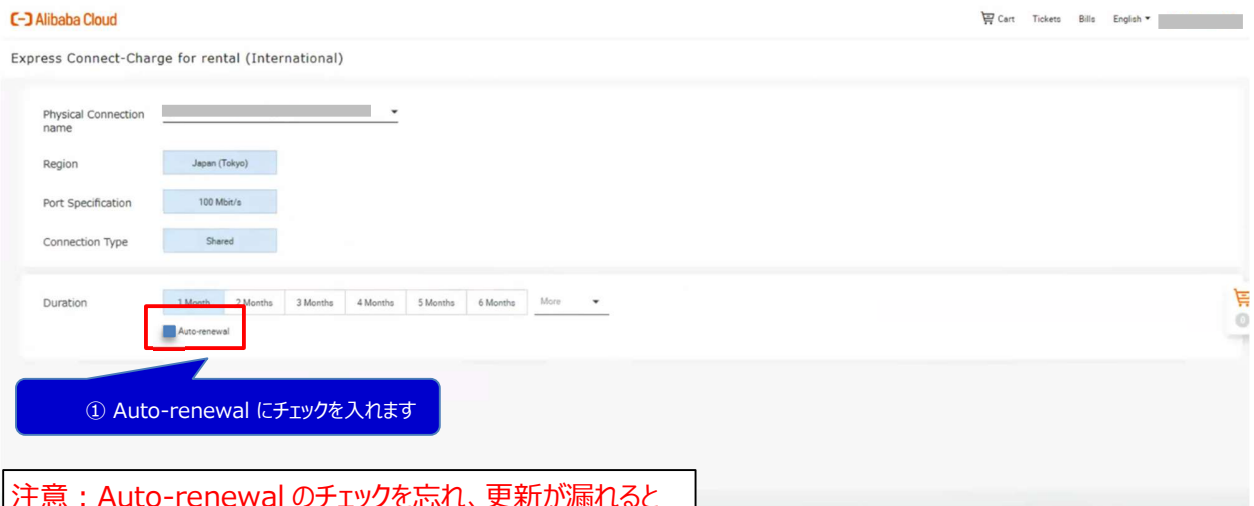 Alibaba Cloud
Cart Tickets Bills English
Express Connect-Charge for rental (International)
Physical Connection
name
Region Japan (Tokyo)
Port Specification 100 Mbit/s
Connection Type Shared
Duration 1 Month 2 Months 3 Months 4 Months 5 Months 6 Months More
Auto-renewal
0
① Auto-renewal にチェックを入れます
注意：Auto-renewal のチェックを忘れ、更新が漏れると